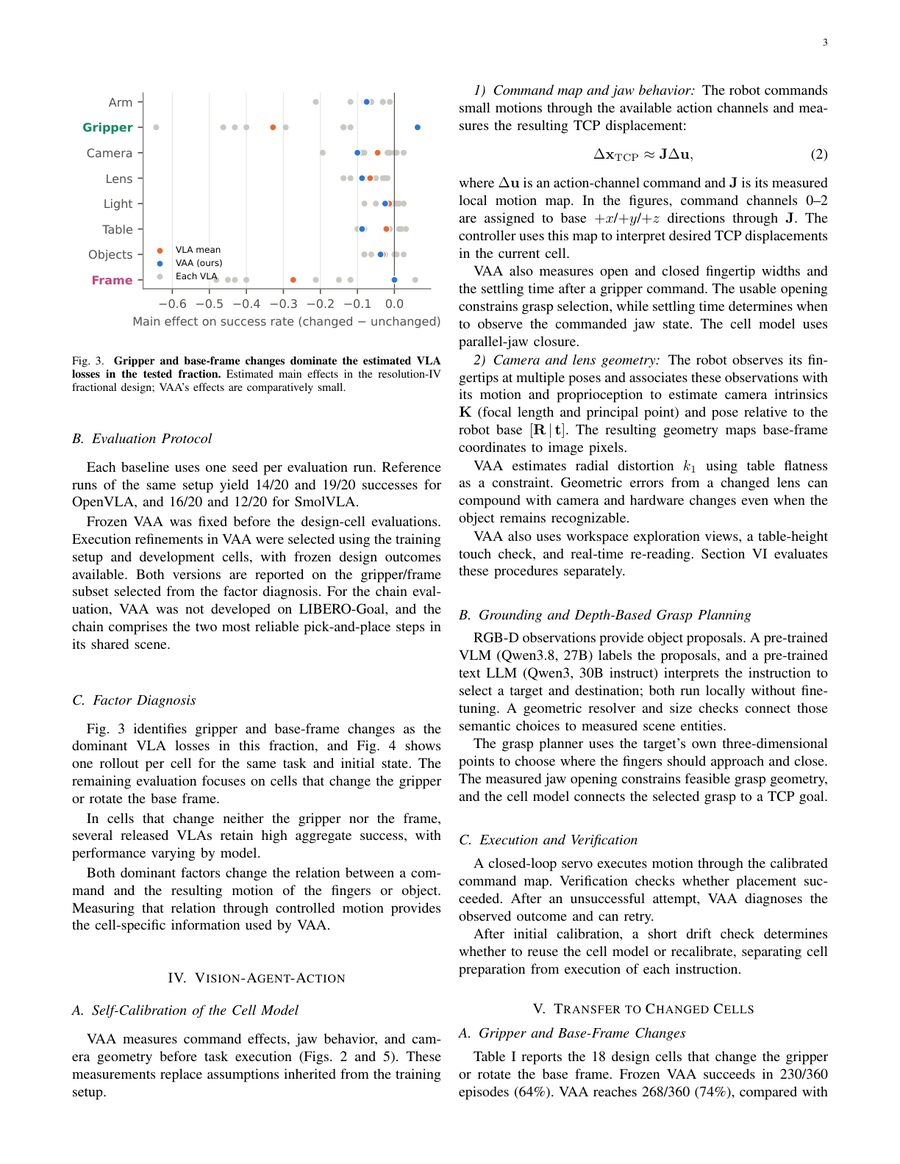 3
Arm
Gripper
Camera
Lens
Light
Table
Objects
Frame
VLA mean
VAA (ours)
Each VLA
−0.6 −0.5 −0.4 −0.3 −0.2 −0.1 0.0
Main effect on success rate (changed − unchanged)
Fig. 3. Gripper and base-frame changes dominate the estimated VLA
losses in the tested fraction. Estimated main effects in the resolution-IV
fractional design; VAA's effects are comparatively small.
B. Evaluation Protocol
Each baseline uses one seed per evaluation run. Reference
runs of the same setup yield 14/20 and 19/20 successes for
OpenVLA, and 16/20 and 12/20 for SmolVLA.
Frozen VAA was fixed before the design-cell evaluations.
Execution refinements in VAA were selected using the training
setup and development cells, with frozen design outcomes
available. Both versions are reported on the gripper/frame
subset selected from the factor diagnosis. For the chain eval-
uation, VAA was not developed on LIBERO-Goal, and the
chain comprises the two most reliable pick-and-place steps in
its shared scene.
C. Factor Diagnosis
Fig. 3 identifies gripper and base-frame changes as the
dominant VLA losses in this fraction, and Fig. 4 shows
one rollout per cell for the same task and initial state. The
remaining evaluation focuses on cells that change the gripper
or rotate the base frame.
In cells that change neither the gripper nor the frame,
several released VLAs retain high aggregate success, with
performance varying by model.
Both dominant factors change the relation between a com-
mand and the resulting motion of the fingers or object.
Measuring that relation through controlled motion provides
the cell-specific information used by VAA.
IV. VISION-AGENT-ACTION
A. Self-Calibration of the Cell Model
VAA measures command effects, jaw behavior, and cam-
era geometry before task execution (Figs. 2 and 5). These
measurements replace assumptions inherited from the training
setup.
1) Command map and jaw behavior: The robot commands
small motions through the available action channels and mea-
sures the resulting TCP displacement:
Δx_TCP ≈ JΔu, (2)
where Δu is an action-channel command and J is its measured
local motion map. In the figures, command channels 0–2
are assigned to base +x/+y/+z directions through J. The
controller uses this map to interpret desired TCP displacements
in the current cell.
VAA also measures open and closed fingertip widths and
the settling time after a gripper command. The usable opening
constrains grasp selection, while settling time determines when
to observe the commanded jaw state. The cell model uses
parallel-jaw closure.
2) Camera and lens geometry: The robot observes its fin-
gertips at multiple poses and associates these observations with
its motion and proprioception to estimate camera intrinsics
K (focal length and principal point) and pose relative to the
robot base [R | t]. The resulting geometry maps base-frame
coordinates to image pixels.
VAA estimates radial distortion k₁ using table flatness
as a constraint. Geometric errors from a changed lens can
compound with camera and hardware changes even when the
object remains recognizable.
VAA also uses workspace exploration views, a table-height
touch check, and real-time re-reading. Section VI evaluates
these procedures separately.
B. Grounding and Depth-Based Grasp Planning
RGB-D observations provide object proposals. A pre-trained
VLM (Qwen3.8, 27B) labels the proposals, and a pre-trained
text LLM (Qwen3, 30B instruct) interprets the instruction to
select a target and destination; both run locally without fine-
tuning. A geometric resolver and size checks connect those
semantic choices to measured scene entities.
The grasp planner uses the target's own three-dimensional
points to choose where the fingers should approach and close.
The measured jaw opening constrains feasible grasp geometry,
and the cell model connects the selected grasp to a TCP goal.
C. Execution and Verification
A closed-loop servo executes motion through the calibrated
command map. Verification checks whether placement suc-
ceeded. After an unsuccessful attempt, VAA diagnoses the
observed outcome and can retry.
After initial calibration, a short drift check determines
whether to reuse the cell model or recalibrate, separating cell
preparation from execution of each instruction.
V. TRANSFER TO CHANGED CELLS
A. Gripper and Base-Frame Changes
Table I reports the 18 design cells that change the gripper
or rotate the base frame. Frozen VAA succeeds in 230/360
episodes (64%). VAA reaches 268/360 (74%), compared with